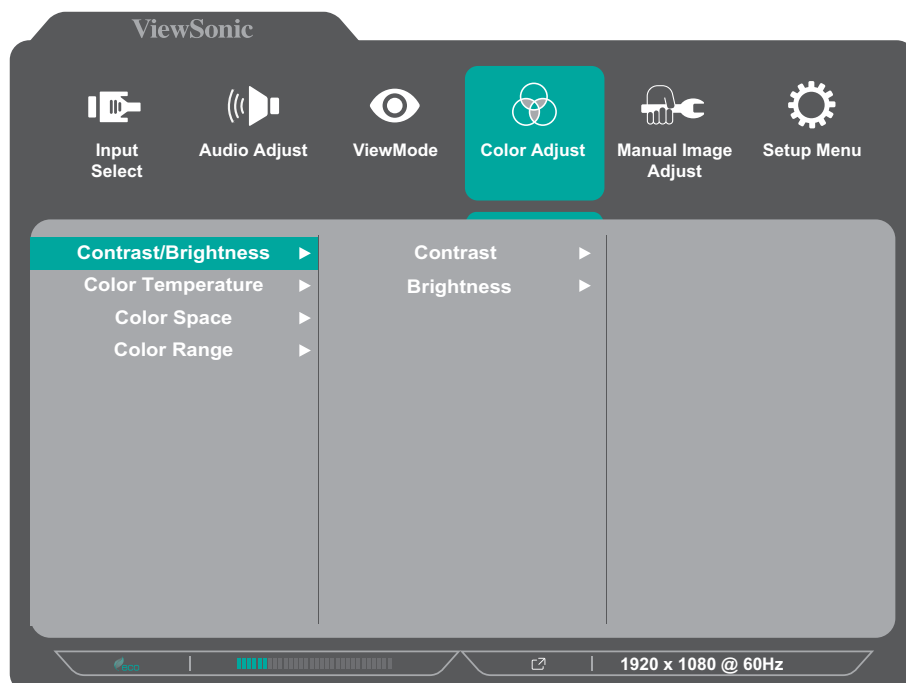 ViewSonic
Input
Select
Audio Adjust
ViewMode
Color Adjust
Manual Image
Adjust
Setup Menu
Contrast/Brightness
Color Temperature
Color Space
Color Range
Contrast
Brightness
eco
1920 x 1080 @ 60Hz